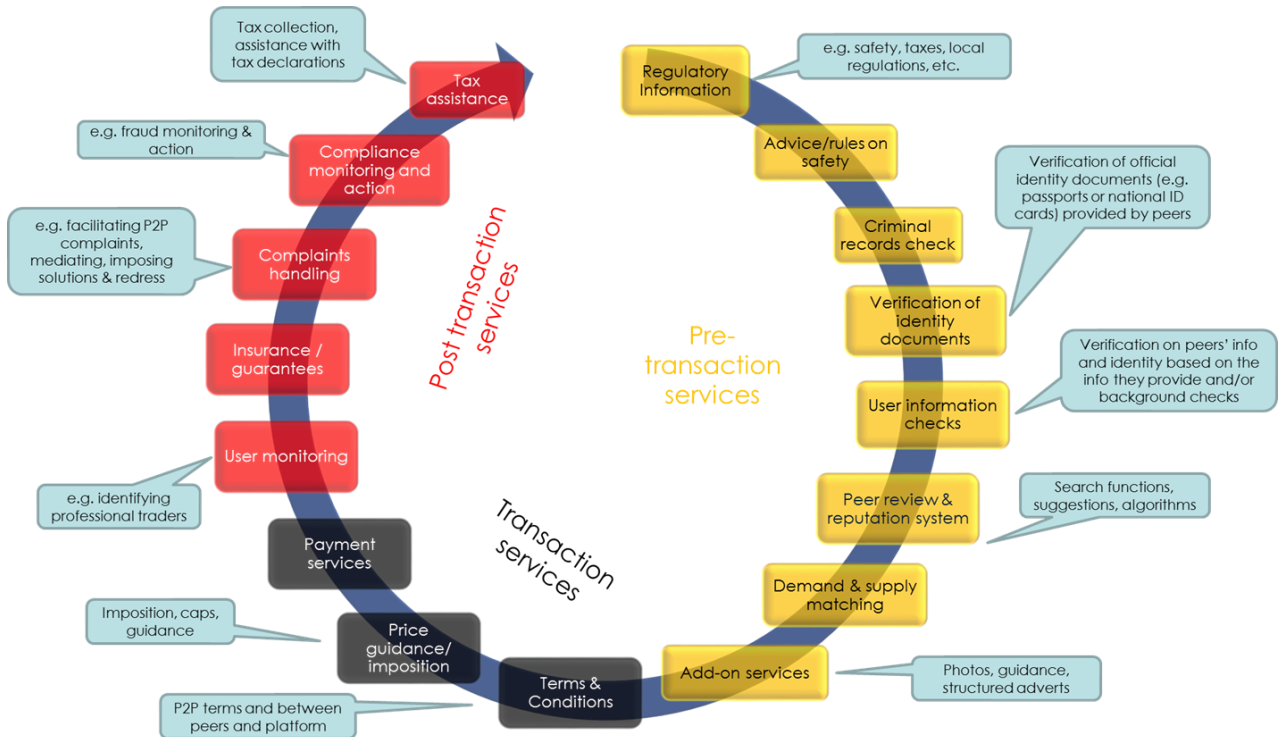 Tax collection,
assistance with
tax declarations
Tax
assistance
e.g. fraud monitoring &
action
Compliance
monitoring and
action
e.g. facilitating P2P
complaints,
mediating, imposing
solutions & redress
Complaints
handling
Insurance /
guarantees
User monitoring
e.g. identifying
professional traders
Post transaction
services
Payment
services
Imposition, caps,
guidance
Price
guidance/
imposition
P2P terms and between
peers and platform
Terms &
Conditions
Transaction
services
Regulatory
Information
e.g. safety, taxes, local
regulations, etc.
Advice/rules on
safety
Criminal
records check
Verification of official
identity documents (e.g.
passports or national ID
cards) provided by peers
Verification of
identity
documents
Pre-
transaction
services
Verification on peers’ info
and identity based on the
info they provide and/or
background checks
User information
checks
Peer review &
reputation system
Search functions,
suggestions, algorithms
Demand & supply
matching
Add-on services
Photos, guidance,
structured adverts